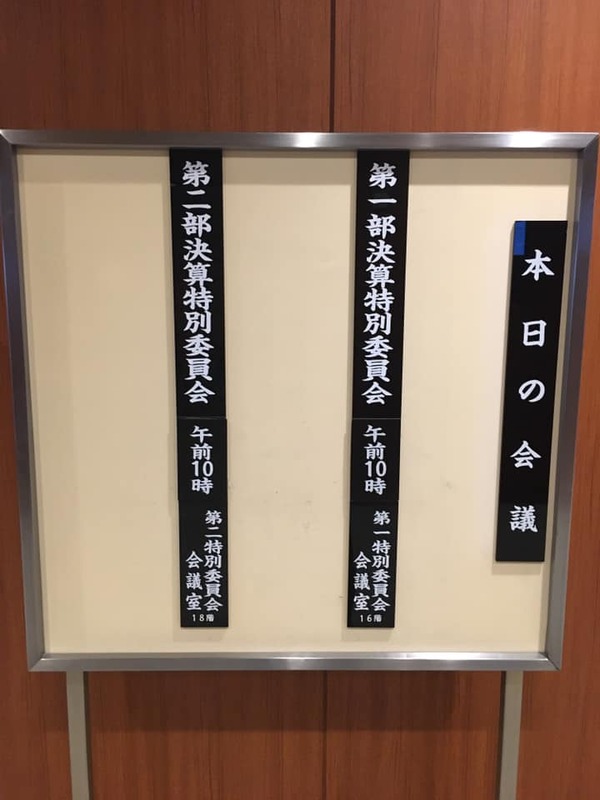 本日の会議
第一部決算特別委員会
午前10時
第一特別委員会
会議室
16階
第二部決算特別委員会
午前10時
第二特別委員会
会議室
18階